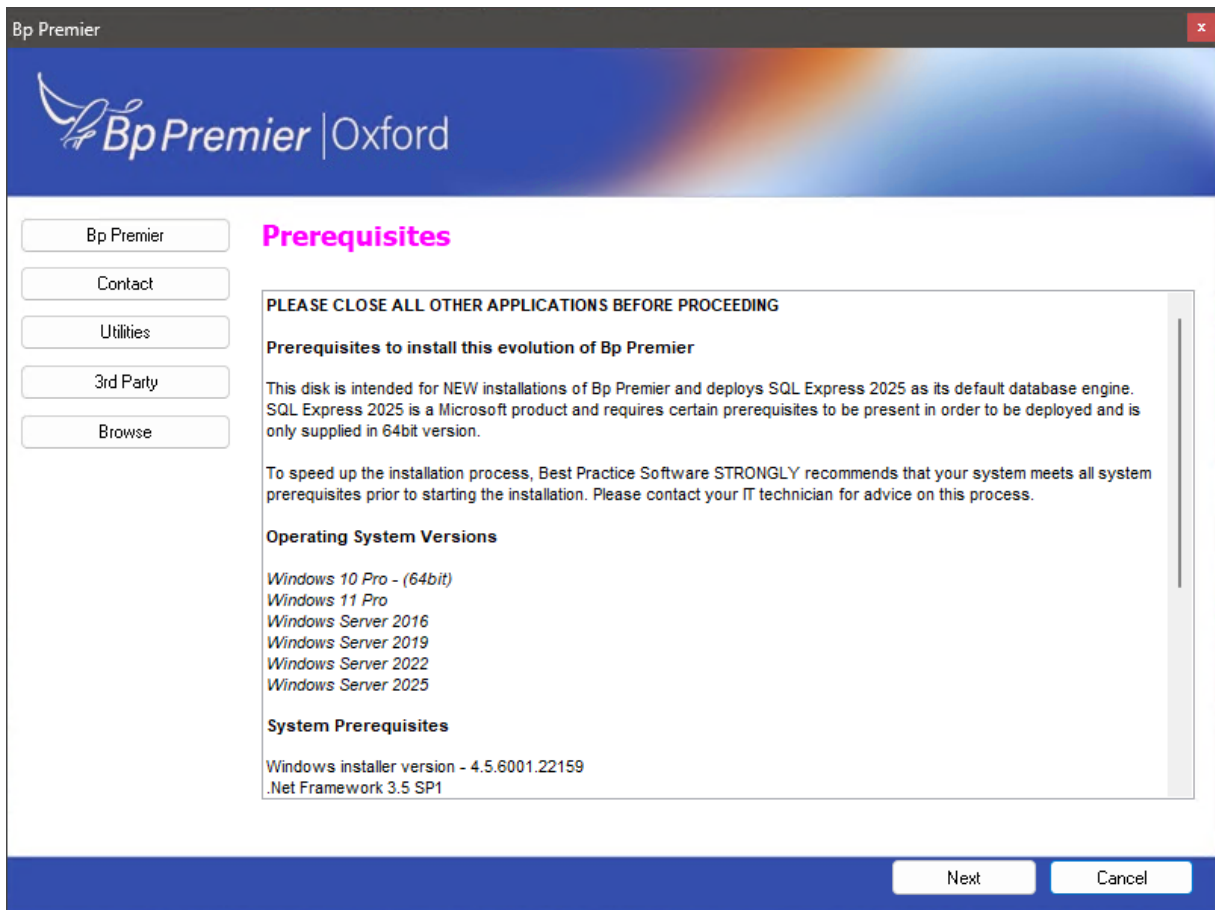 Bp Premier
x
Bp Premier | Oxford
Bp Premier
Contact
Utilities
3rd Party
Browse
Prerequisites
PLEASE CLOSE ALL OTHER APPLICATIONS BEFORE PROCEEDING
Prerequisites to install this evolution of Bp Premier
This disk is intended for NEW installations of Bp Premier and deploys SQL Express 2025 as its default database engine.
SQL Express 2025 is a Microsoft product and requires certain prerequisites to be present in order to be deployed and is
only supplied in 64bit version.
To speed up the installation process, Best Practice Software STRONGLY recommends that your system meets all system
prerequisites prior to starting the installation. Please contact your IT technician for advice on this process.
Operating System Versions
Windows 10 Pro - (64bit)
Windows 11 Pro
Windows Server 2016
Windows Server 2019
Windows Server 2022
Windows Server 2025
System Prerequisites
Windows installer version - 4.5.6001.22159
.Net Framework 3.5 SP1
Next
Cancel